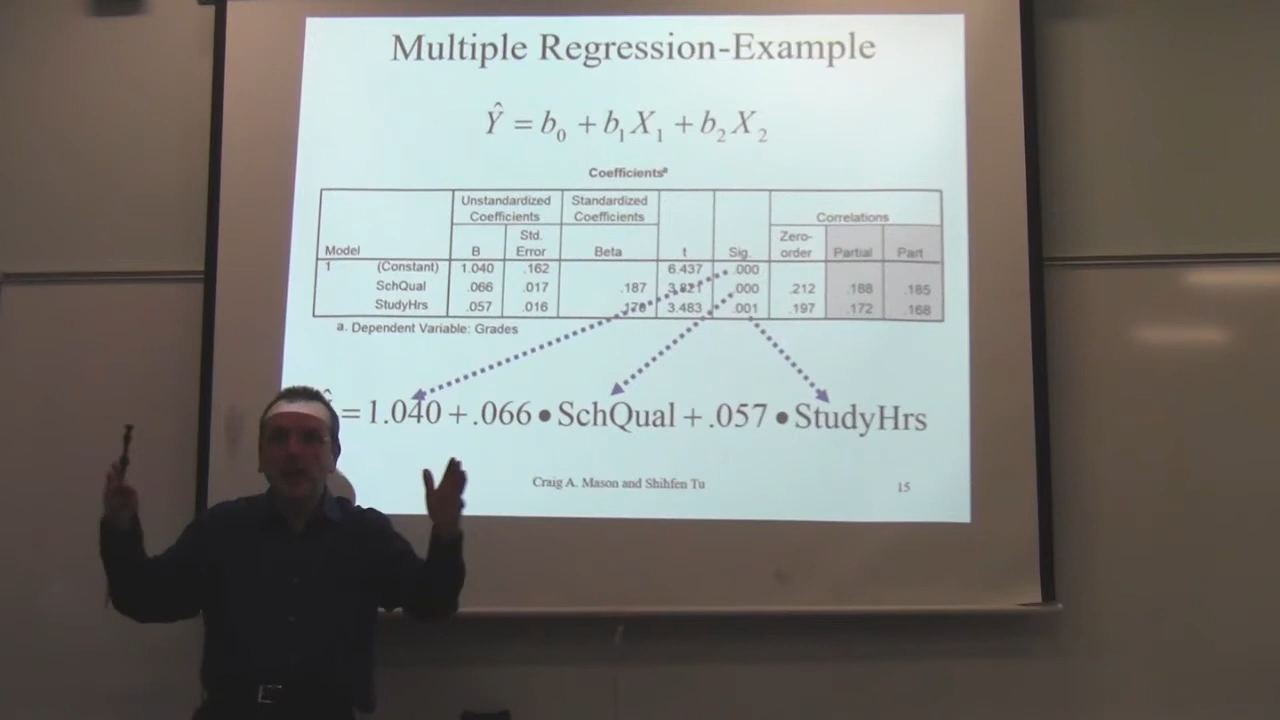 Multiple Regression-Example
Ŷ = b₀ + b₁X₁ + b₂X₂
Coefficientsᵃ
Unstandardized Coefficients Standardized Coefficients Correlations
Model B Std. Error Beta t Sig. Zero-order Partial Part
1 (Constant) 1.040 .162 6.437 .000
SchQual .066 .017 .187 3.821 .000 .212 .188 .185
StudyHrs .057 .016 3.483 .001 .197 .172 .168
a. Dependent Variable: Grades
= 1.040 + .066 • SchQual + .057 • StudyHrs
Craig A. Mason and Shihfen Tu 15